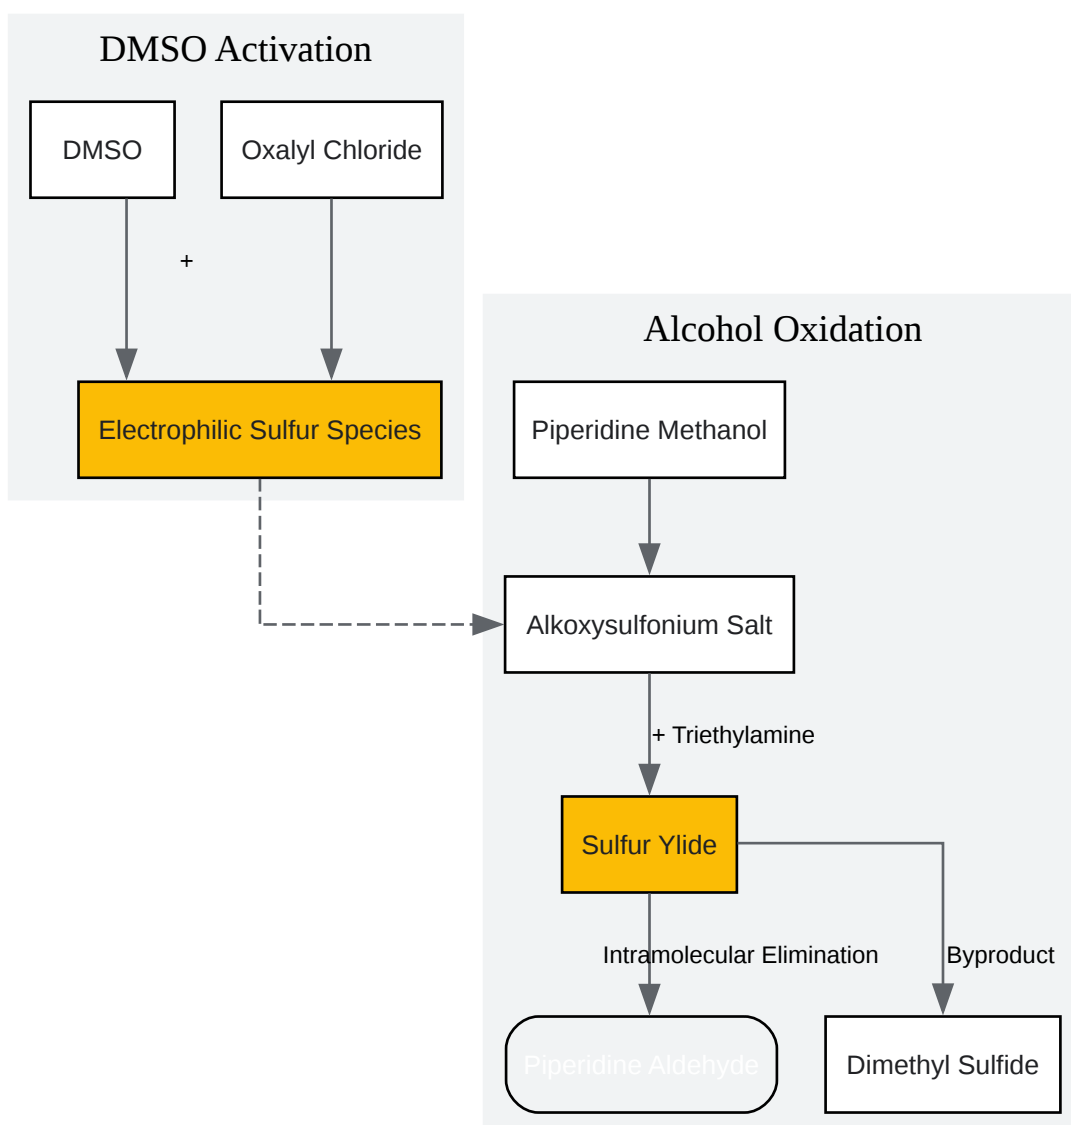 DMSO Activation
DMSO
Oxalyl Chloride
+
Electrophilic Sulfur Species
Alcohol Oxidation
Piperidine Methanol
Alkoxysulfonium Salt
+ Triethylamine
Sulfur Ylide
Intramolecular Elimination
Byproduct
Piperidine Aldehyde
Dimethyl Sulfide